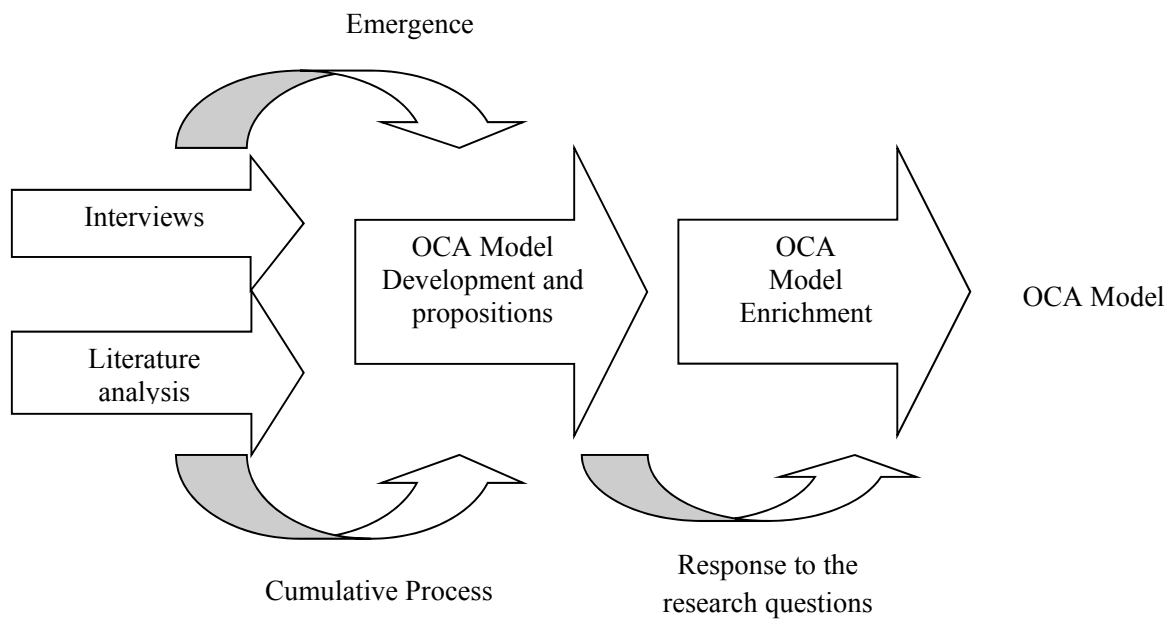 Emergence
Interviews
Literature
analysis
OCA Model
Development and
propositions
OCA
Model
Enrichment
OCA Model
Cumulative Process
Response to the
research questions